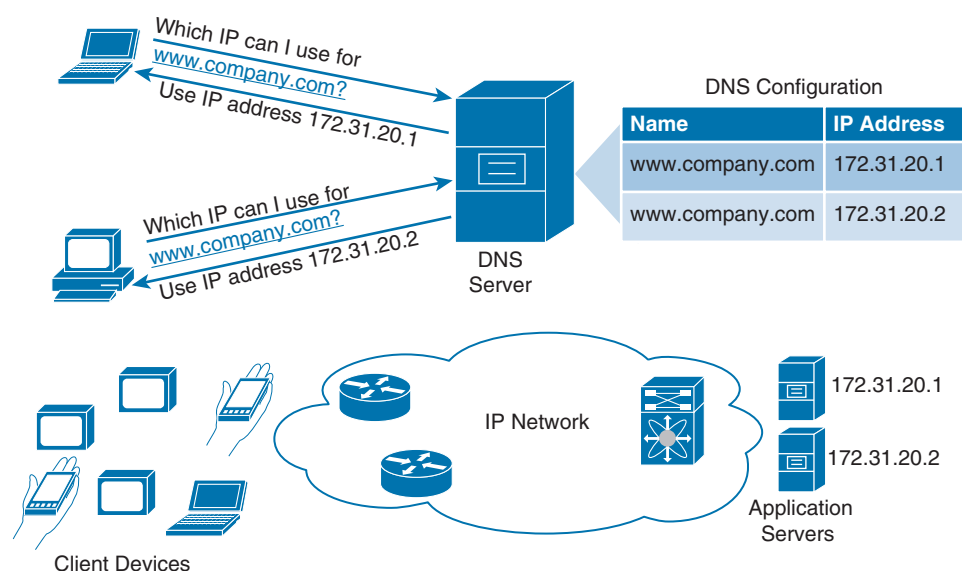 Which IP can I use for
www.company.com?
Use IP address 172.31.20.1
DNS Configuration
Name IP Address
www.company.com 172.31.20.1
www.company.com 172.31.20.2
Which IP can I use for
www.company.com?
Use IP address 172.31.20.2
DNS
Server
IP Network
172.31.20.1
172.31.20.2
Application
Servers
Client Devices